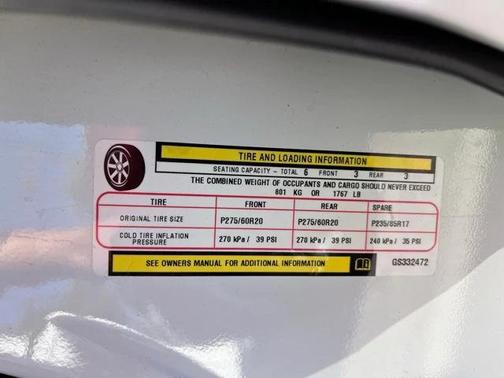 TIRE AND LOADING INFORMATION
SEATING CAPACITY - TOTAL 6 FRONT 3 REAR 3
THE COMBINED WEIGHT OF OCCUPANTS AND CARGO SHOULD NEVER EXCEED
801 KG OR 1767 LB
TIRE FRONT REAR SPARE
ORIGINAL TIRE SIZE P275/60R20 P275/60R20 P235/85R17
COLD TIRE INFLATION PRESSURE 270 kPa / 39 PSI 270 kPa / 39 PSI 240 kPa / 35 PSI
SEE OWNERS MANUAL FOR ADDITIONAL INFORMATION GS332472